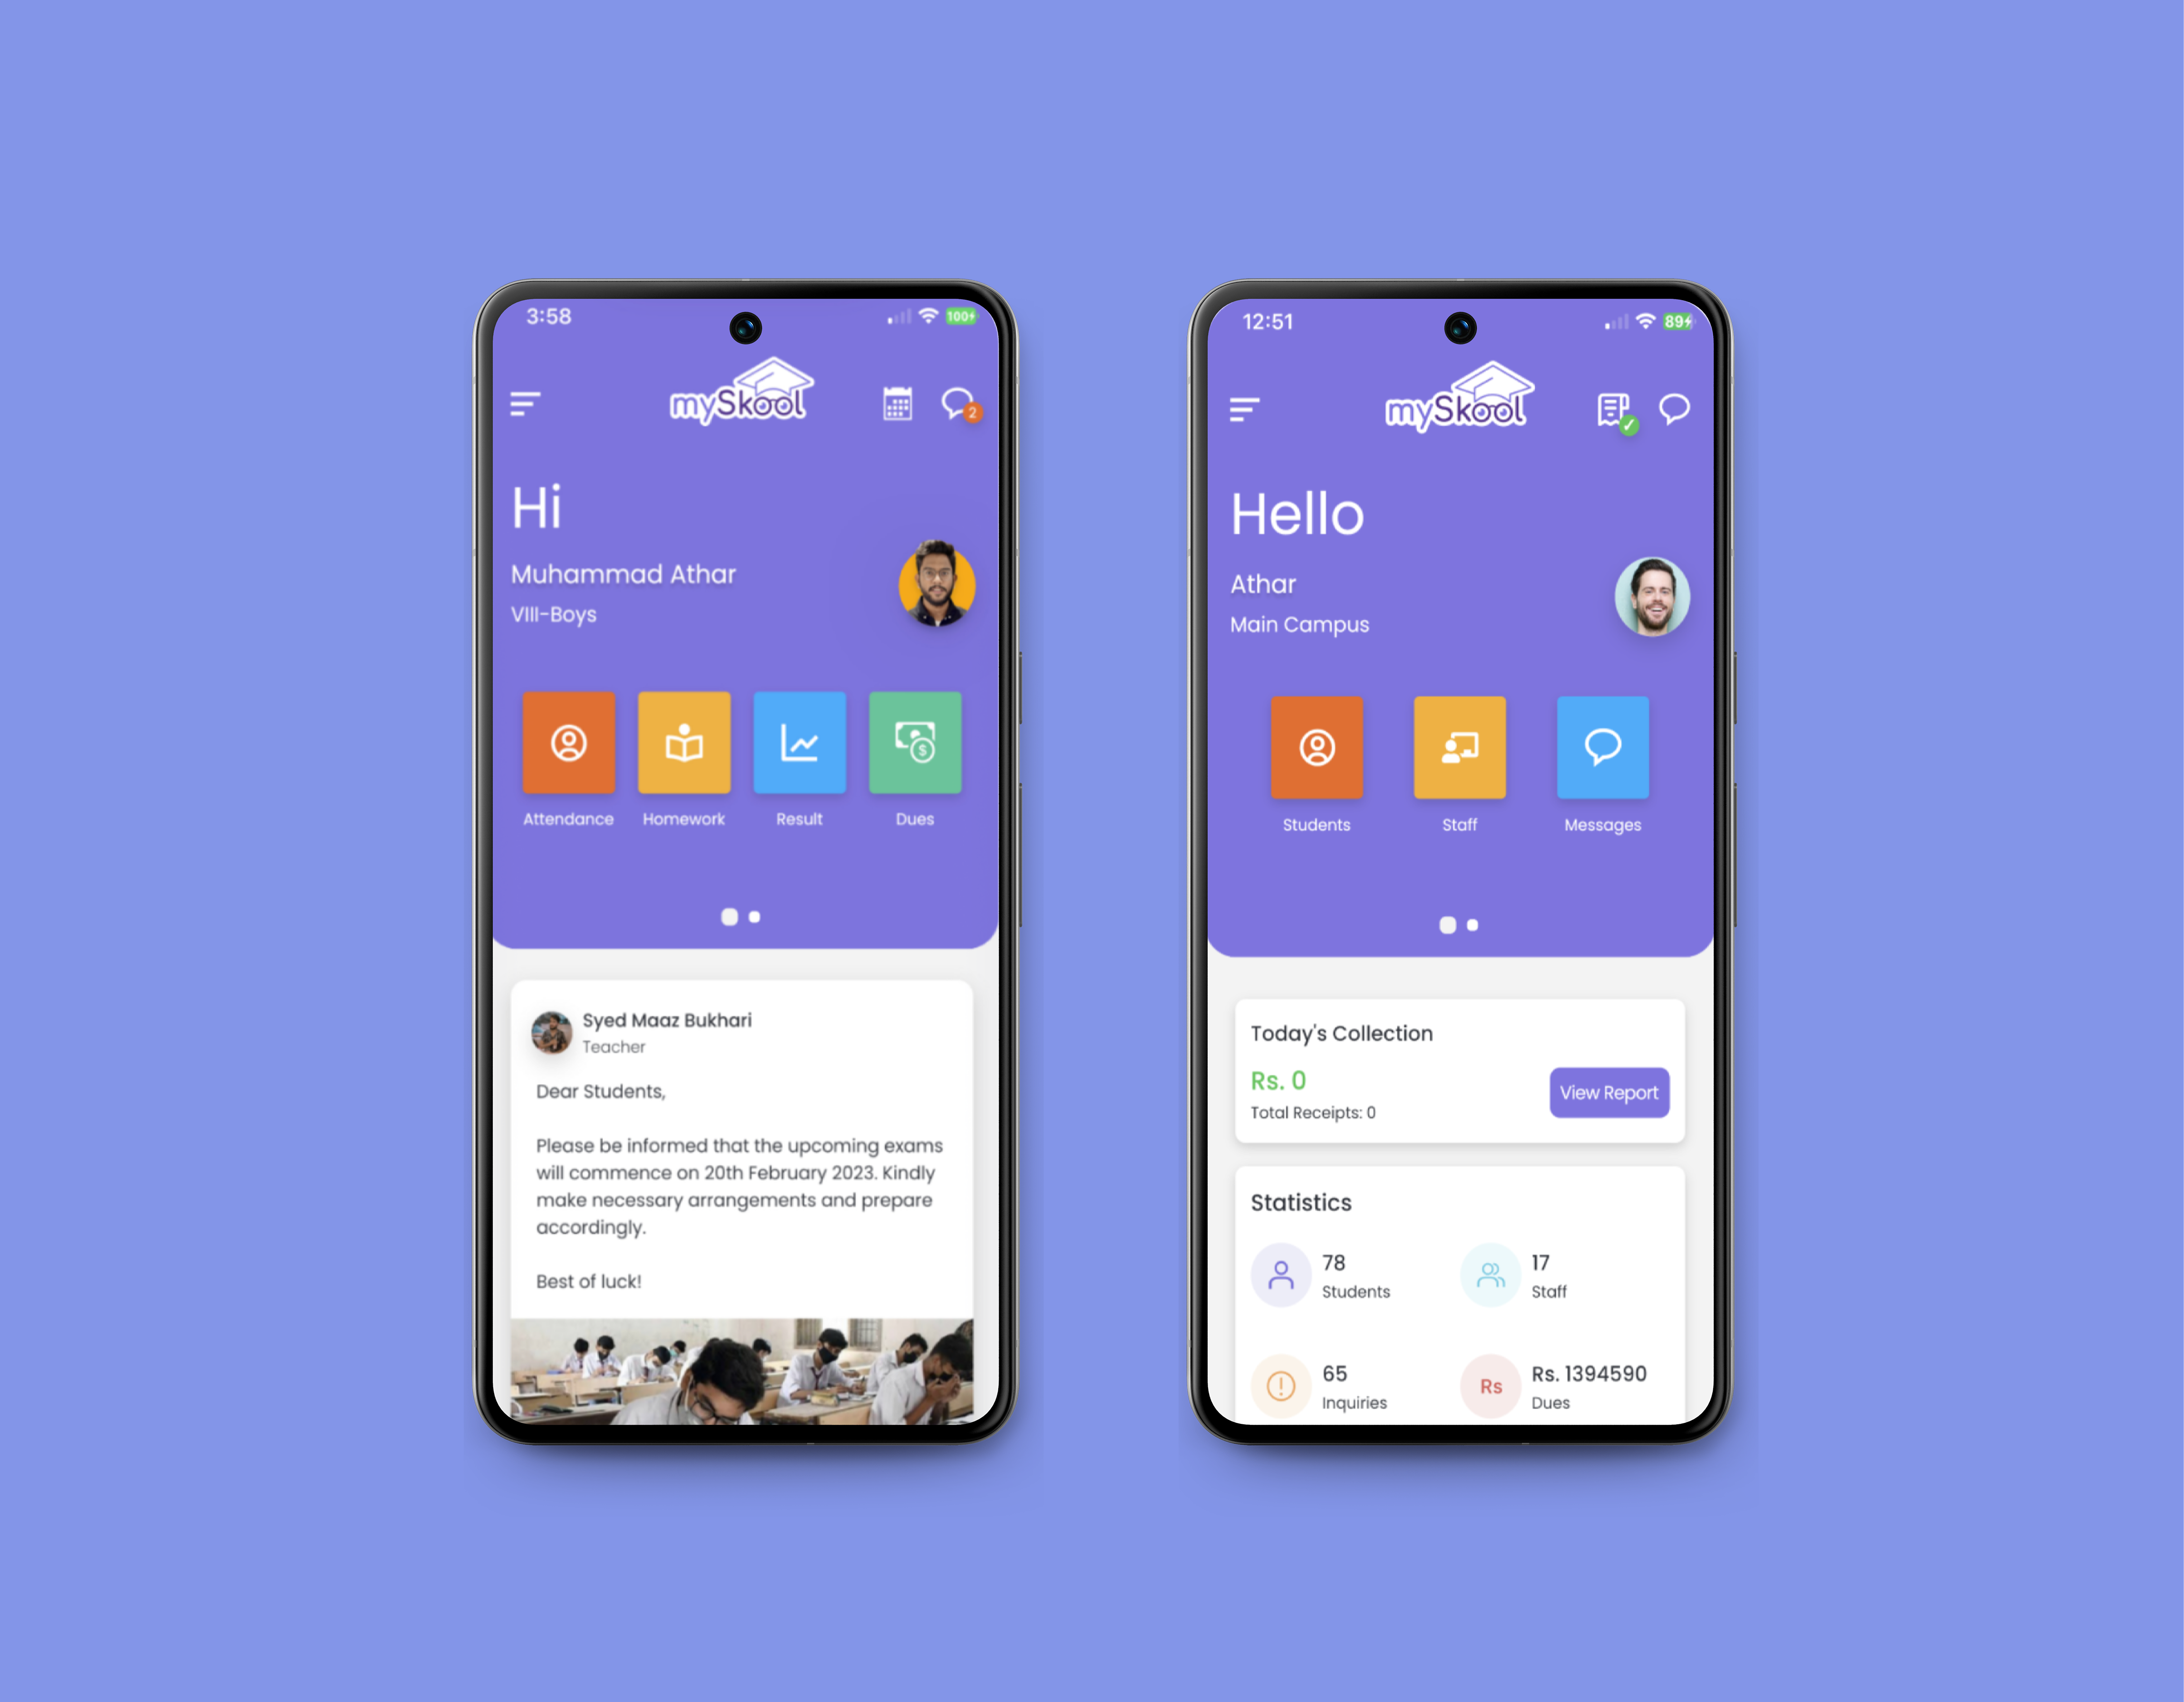 3:58
100
mySkool
2
Hi
Muhammad Athar
VIII-Boys
$
Attendance
Homework
Result
Dues
Syed Maaz Bukhari
Teacher
Dear Students,
Please be informed that the upcoming exams
will commence on 20th February 2023. Kindly
make necessary arrangements and prepare
accordingly.
Best of luck!
12:51
89
mySkool
Hello
Athar
Main Campus
Students
Staff
Messages
Today's Collection
Rs. 0
Total Receipts: 0
View Report
Statistics
78
Students
17
Staff
65
Inquiries
Rs
Rs. 1394590
Dues